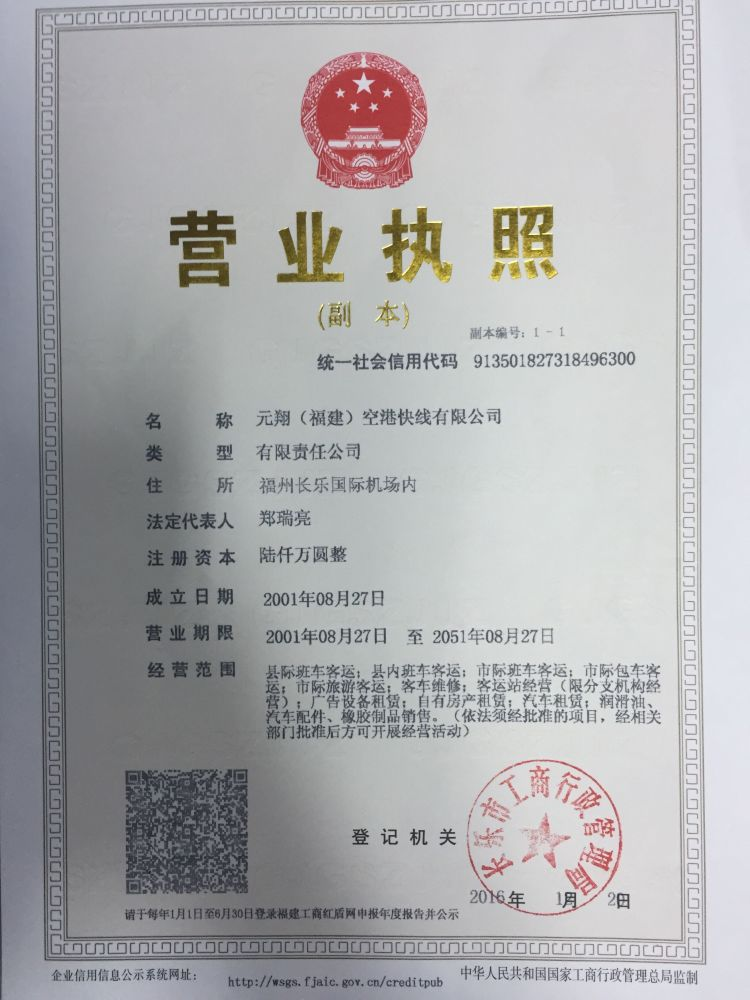 营业执照
(副 本)
副本编号：1-1
统一社会信用代码 913501827318496300
名 称 元翔（福建）空港快线有限公司
类 型 有限责任公司
住 所 福州长乐国际机场内
法定代表人 郑瑞亮
注册资本 陆仟万圆整
成立日期 2001年08月27日
营业期限 2001年08月27日 至 2051年08月27日
经营范围 县际班车客运；县内班车客运；市际班车客运；市际包车客
运；市际旅游客运；客车维修；客运站经营（限分支机构经
营）；广告设备租赁；自有房产租赁；汽车租赁；润滑油、
汽车配件、橡胶制品销售。（依法须经批准的项目，经相关
部门批准后方可开展经营活动）
登记机关
长乐市工商行政管理局
2016年 1月 2日
请于每年1月1日至6月30日登录福建工商红盾网申报年度报告并公示
企业信用信息公示系统网址： http://wsgs.fjaic.gov.cn/creditpub 中华人民共和国国家工商行政管理总局监制